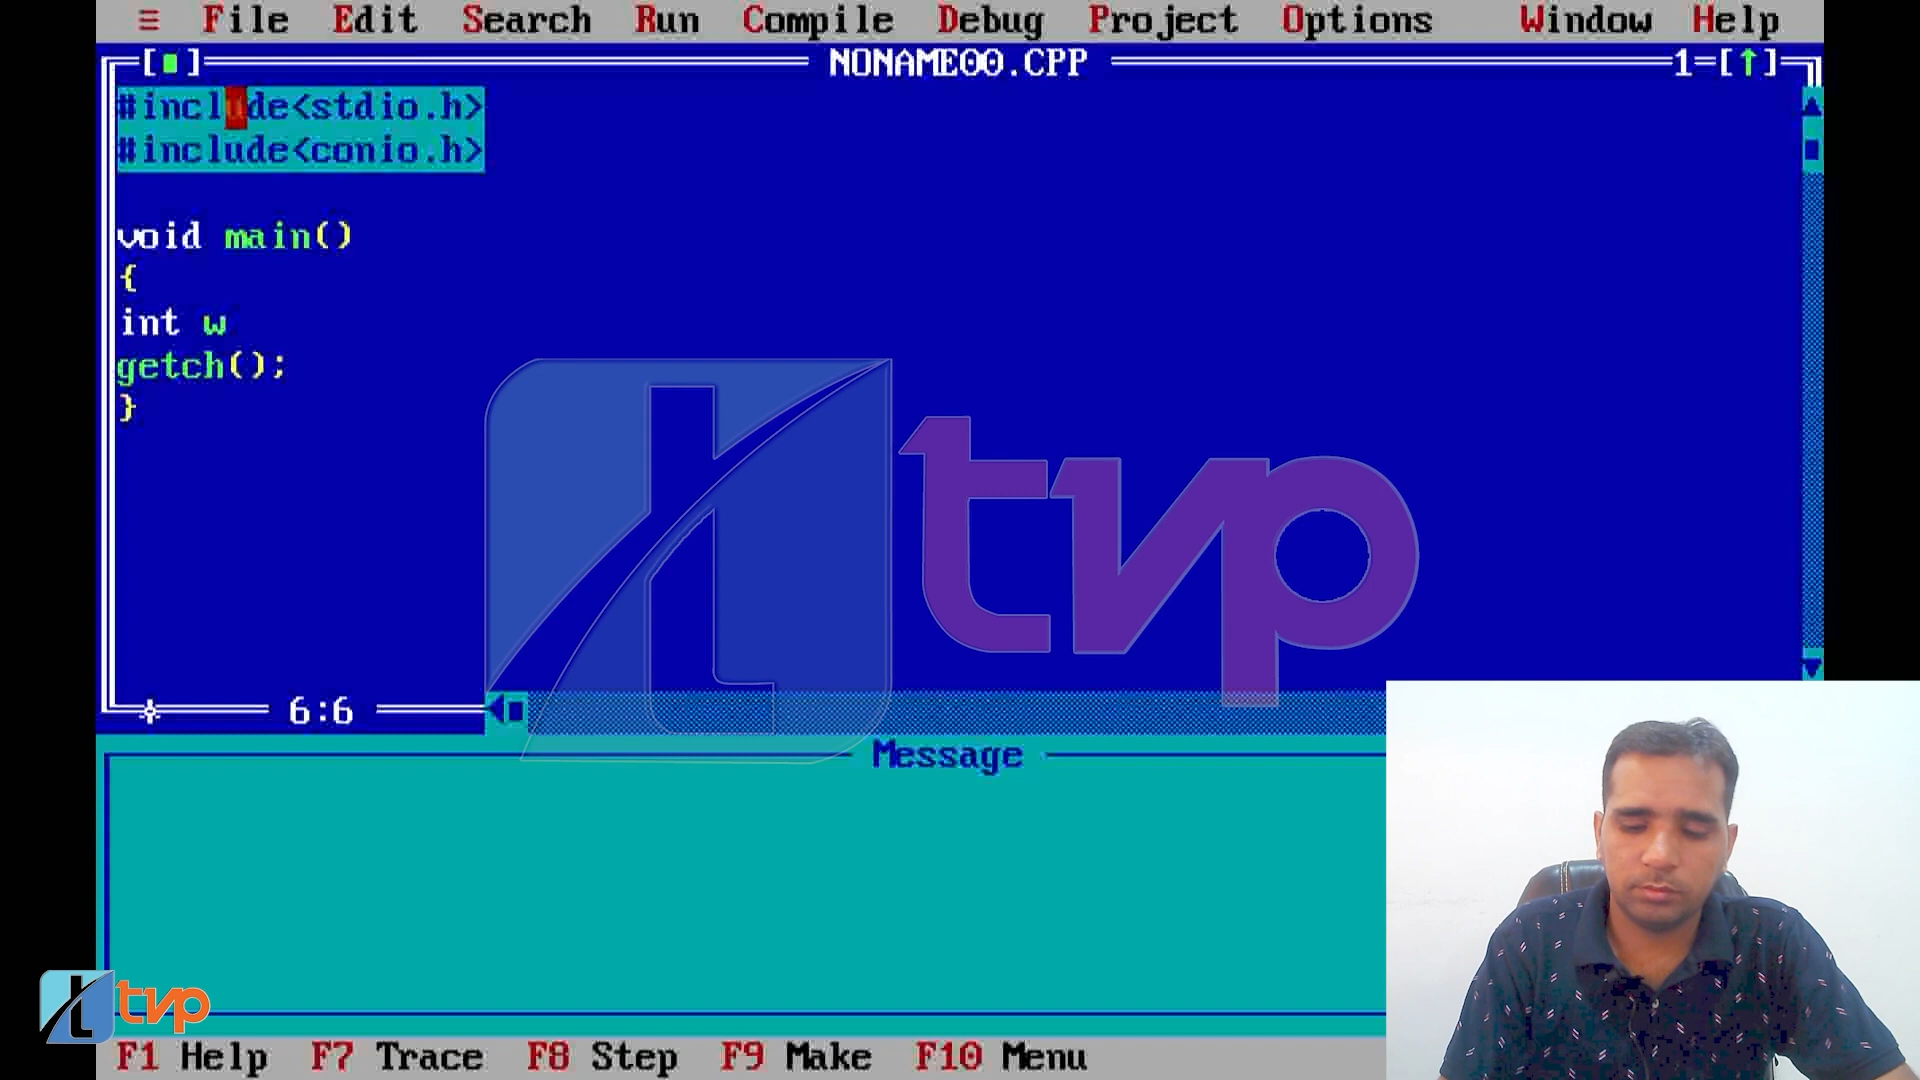 ≡ File Edit Search Run Compile Debug Project Options Window Help
[■] NONAME00.CPP 1=[↑]
#include<stdio.h>
#include<conio.h>
void main()
{
int w
getch();
}
tvp
6:6
Message
tvp
F1 Help F7 Trace F8 Step F9 Make F10 Menu